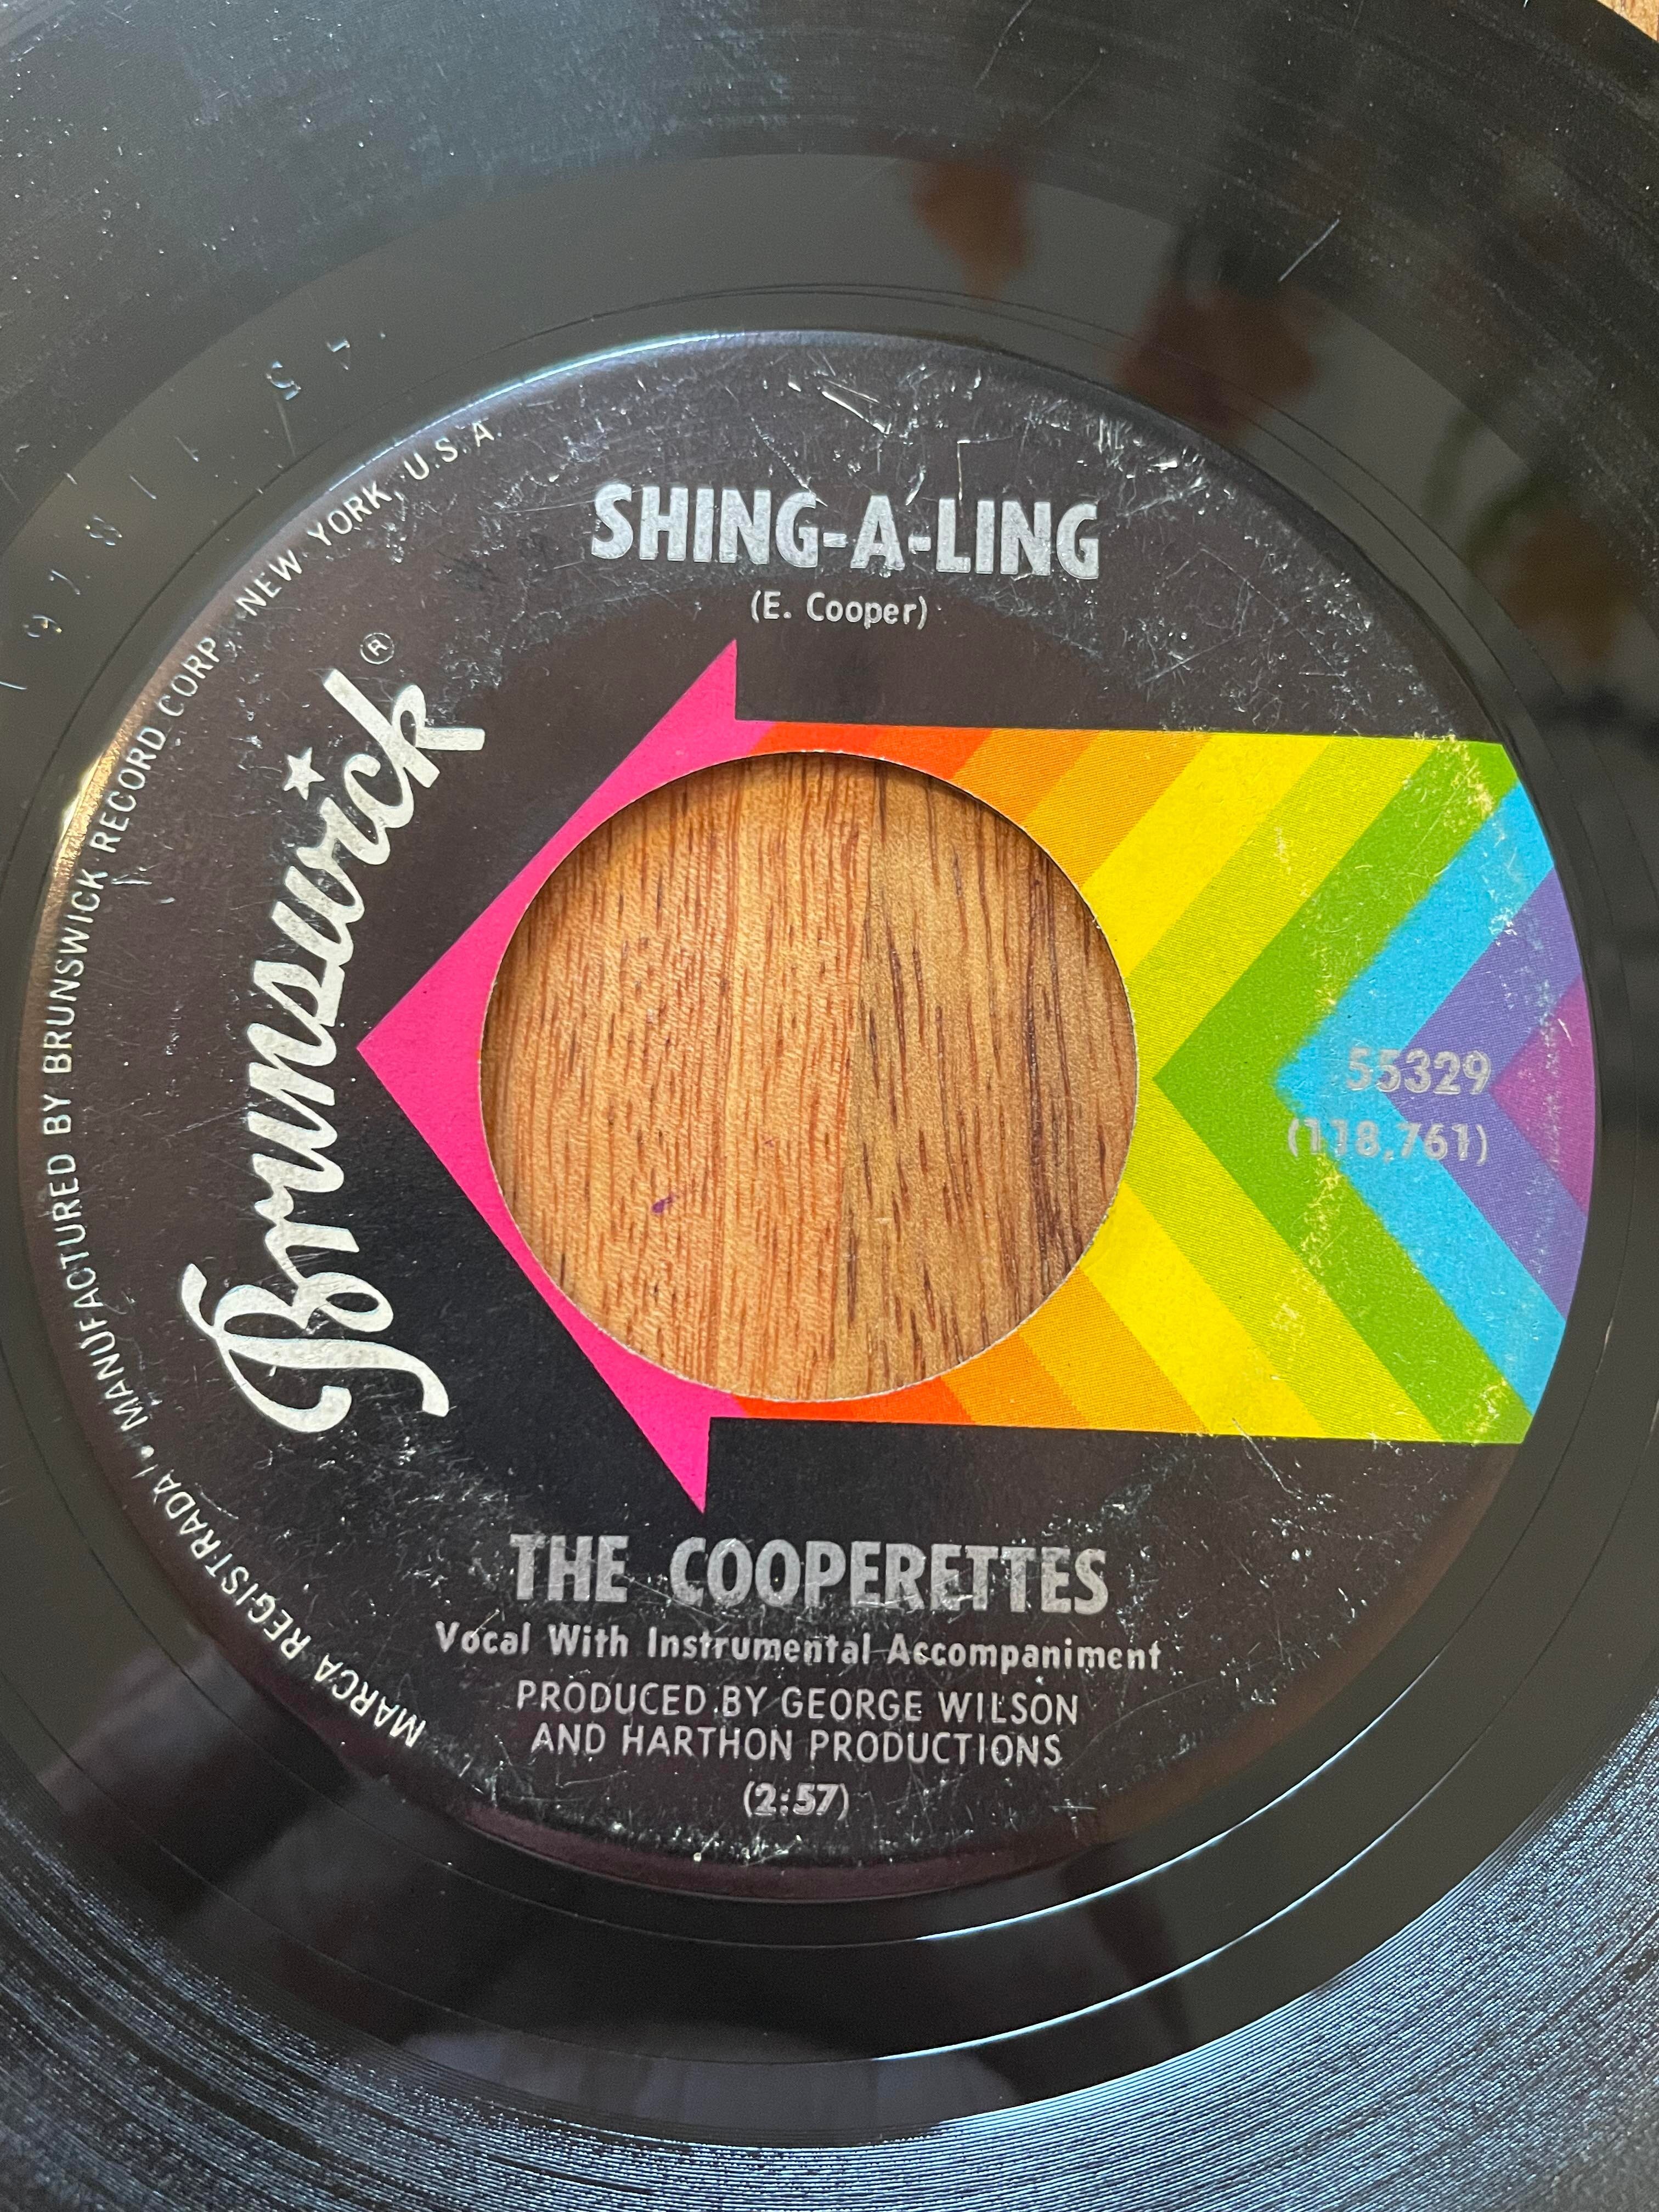 SHING-A-LING
(E. Cooper)
Brunswick ®
55329
(118,761)
THE COOPERETTES
Vocal With Instrumental Accompaniment
PRODUCED BY GEORGE WILSON
AND HARTHON PRODUCTIONS
(2:57)
MARCA REGISTRADA • MANUFACTURED BY BRUNSWICK RECORD CORP., NEW YORK, U.S.A